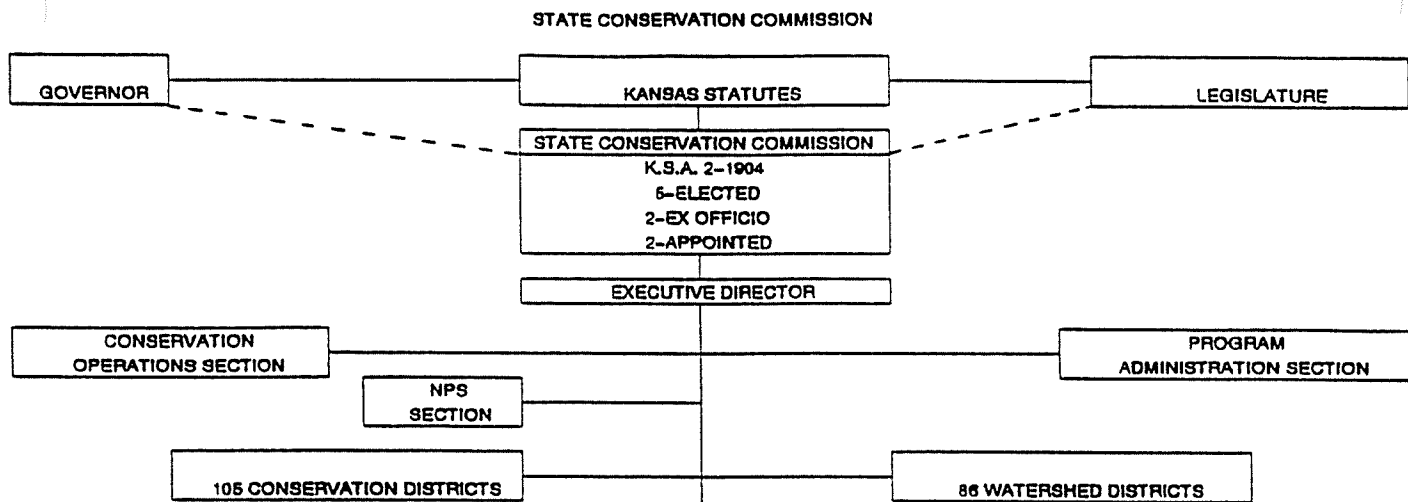 STATE CONSERVATION COMMISSION
GOVERNOR
KANSAS STATUTES
LEGISLATURE
STATE CONSERVATION COMMISSION
K.S.A. 2-1904
5-ELECTED
2-EX OFFICIO
2-APPOINTED
EXECUTIVE DIRECTOR
CONSERVATION
OPERATIONS SECTION
PROGRAM
ADMINISTRATION SECTION
NPS
SECTION
105 CONSERVATION DISTRICTS
86 WATERSHED DISTRICTS